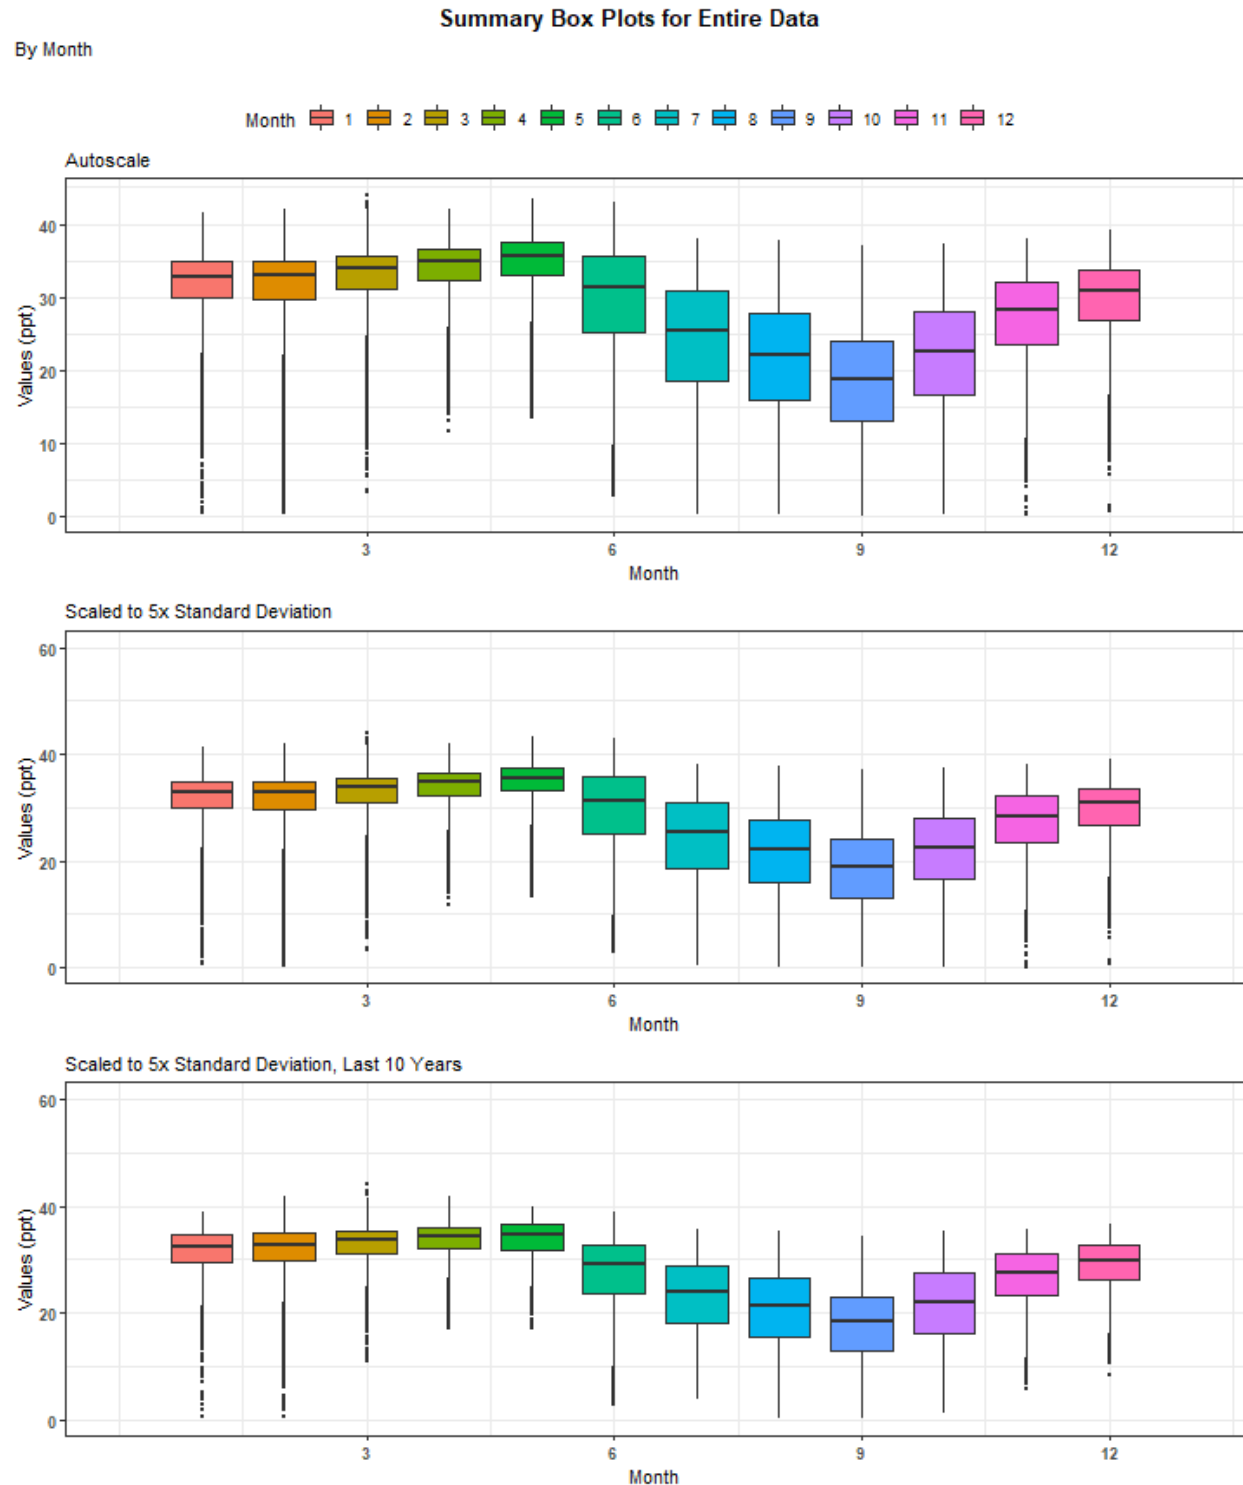 Summary Box Plots for Entire Data
By Month
Month 1 2 3 4 5 6 7 8 9 10 11 12
Autoscale
Values (ppt)
40
30
20
10
0
3 6 9 12
Month
Scaled to 5x Standard Deviation
Values (ppt)
60
40
20
0
3 6 9 12
Month
Scaled to 5x Standard Deviation, Last 10 Years
Values (ppt)
60
40
20
0
3 6 9 12
Month